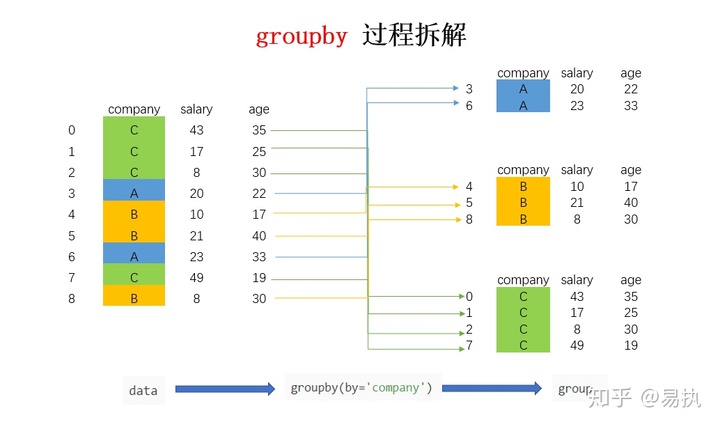 groupby 过程拆解
company salary age
0 C 43 35
1 C 17 25
2 C 8 30
3 A 20 22
4 B 10 17
5 B 21 40
6 A 23 33
7 C 49 19
8 B 8 30
company salary age
3 A 20 22
6 A 23 33
company salary age
4 B 10 17
5 B 21 40
8 B 8 30
company salary age
0 C 43 35
1 C 17 25
2 C 8 30
7 C 49 19
data groupby(by='company') group
知乎 @易执